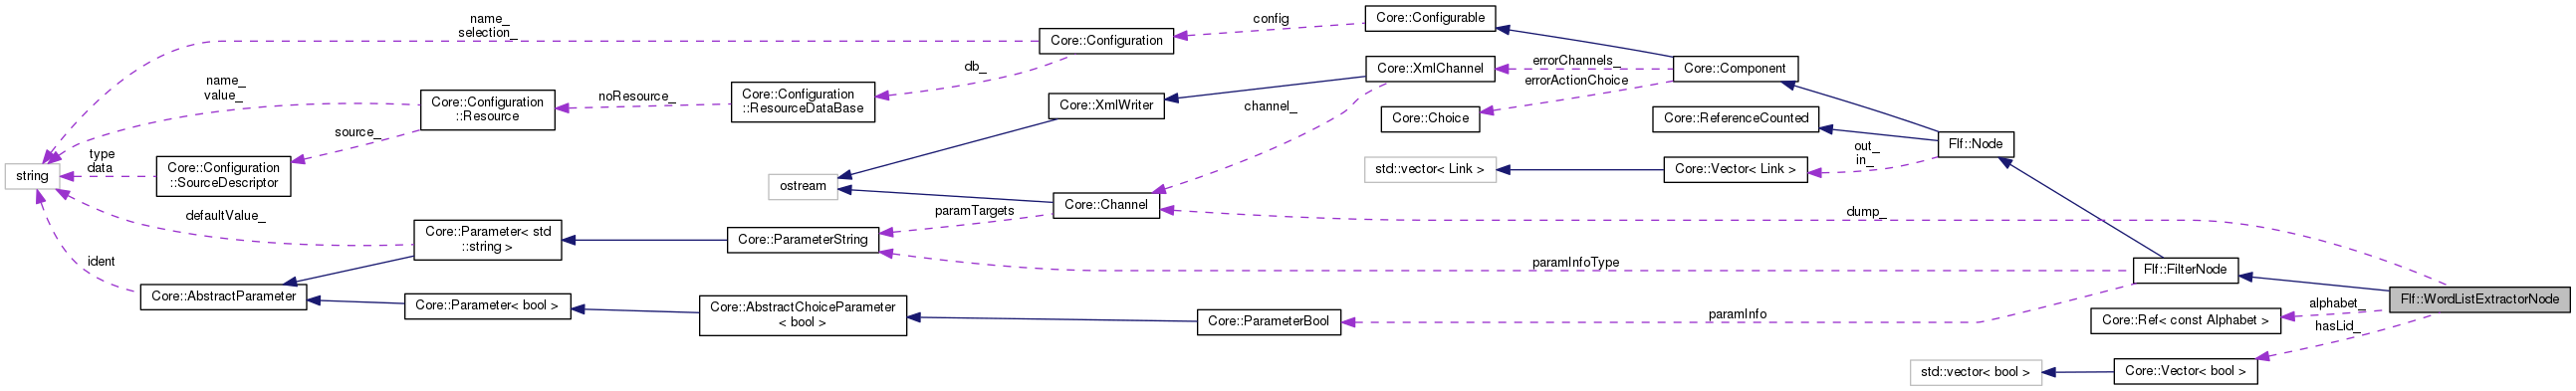 name_
selection_
config
Core::Configurable
Core::Configuration
name_
value_
db_
errorChannels_
errorActionChoice
Core::XmlChannel
Core::Component
Core::Configuration
::Resource
noResource_
Core::Configuration
::ResourceDataBase
Core::XmlWriter
channel_
Core::Choice
Core::ReferenceCounted
source_
Flf::Node
type
data
string
Core::Configuration
::SourceDescriptor
ostream
std::vector< Link >
Core::Vector< Link >
out_
in_
defaultValue_
Core::Parameter< std
::string >
paramTargets
Core::ParameterString
Core::Channel
dump_
ident
paramInfoType
Flf::FilterNode
Core::AbstractParameter
Core::Parameter< bool >
Core::AbstractChoiceParameter
< bool >
Core::ParameterBool
paramInfo
Flf::WordListExtractorNode
alphabet_
Core::Ref< const Alphabet >
hasLid_
std::vector< bool >
Core::Vector< bool >